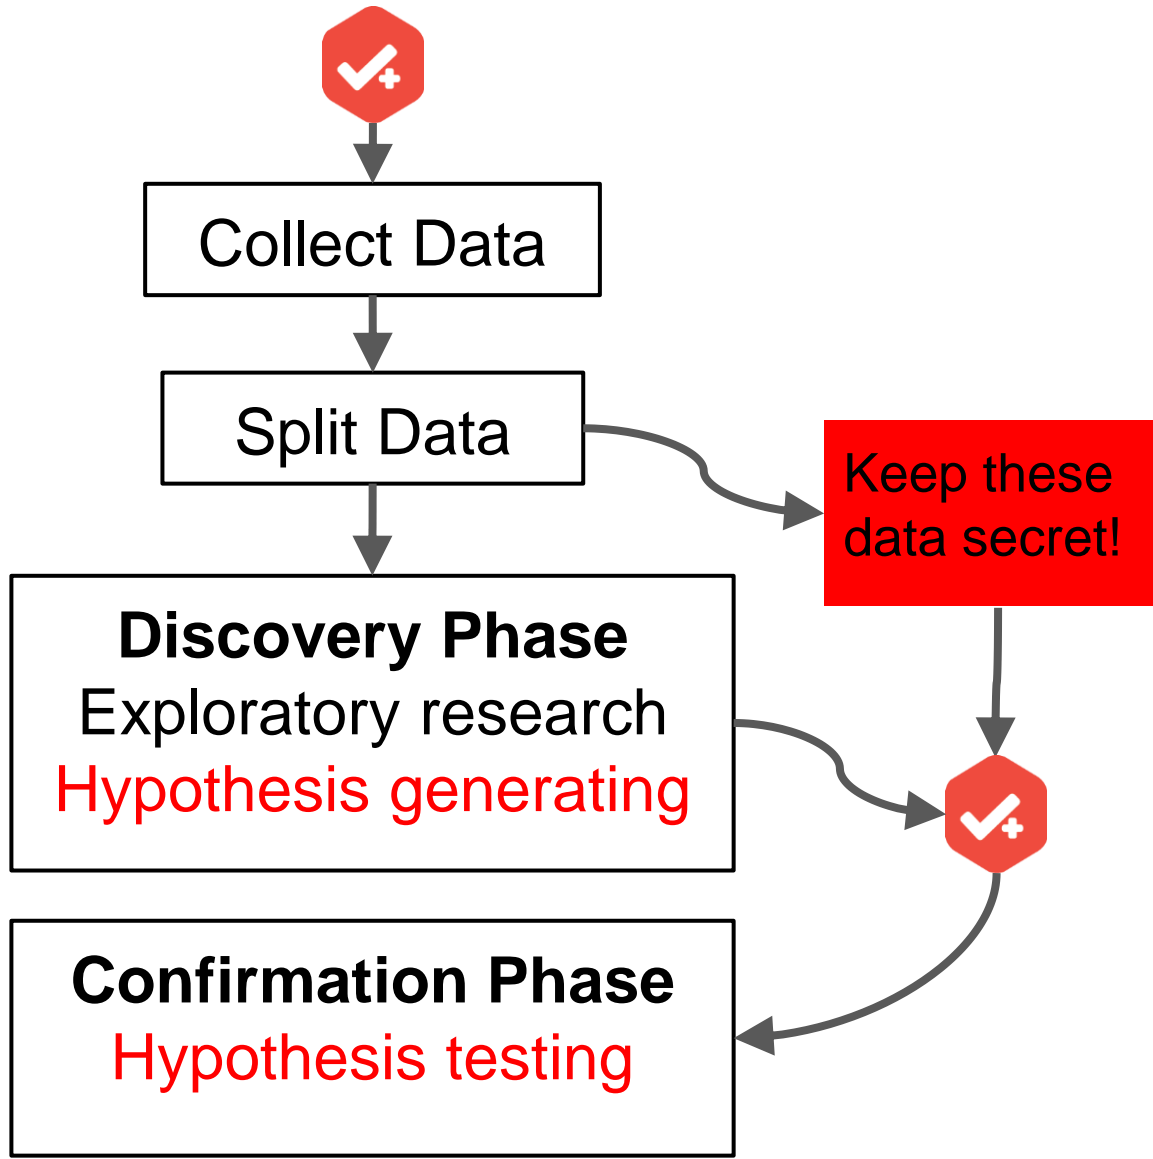 Collect Data
Split Data
Keep these
data secret!
Discovery Phase
Exploratory research
Hypothesis generating
Confirmation Phase
Hypothesis testing